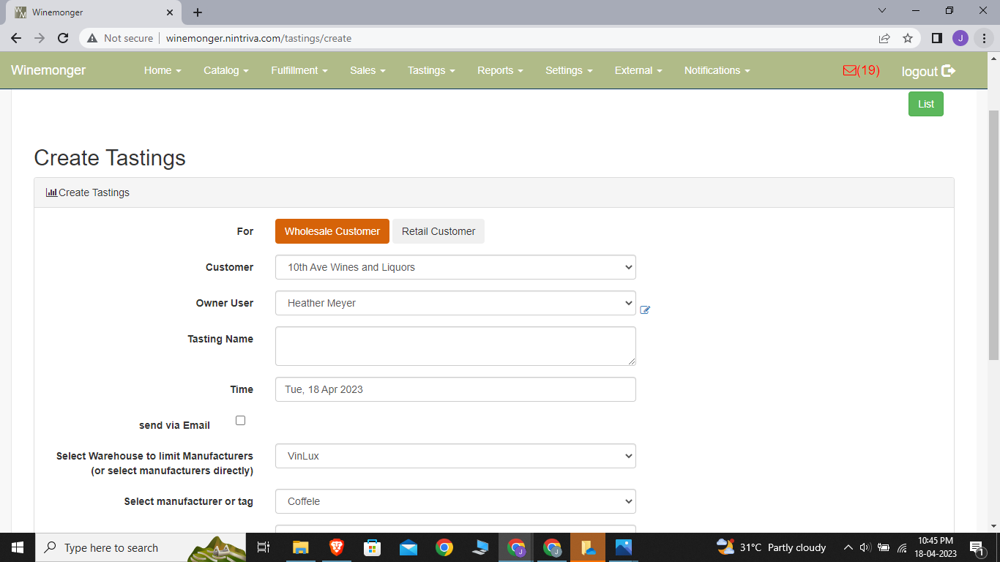 Winemonger
Not secure winemonger.nintriva.com/tastings/create
J
Winemonger Home Catalog Fulfillment Sales Tastings Reports Settings External Notifications (19) logout
List
Create Tastings
Create Tastings
For Wholesale Customer Retail Customer
Customer 10th Ave Wines and Liquors
Owner User Heather Meyer
Tasting Name
Time Tue, 18 Apr 2023
send via Email
Select Warehouse to limit Manufacturers VinLux
(or select manufacturers directly)
Select manufacturer or tag Coffele
Type here to search J J 31°C Partly cloudy 10:45 PM
18-04-2023 1